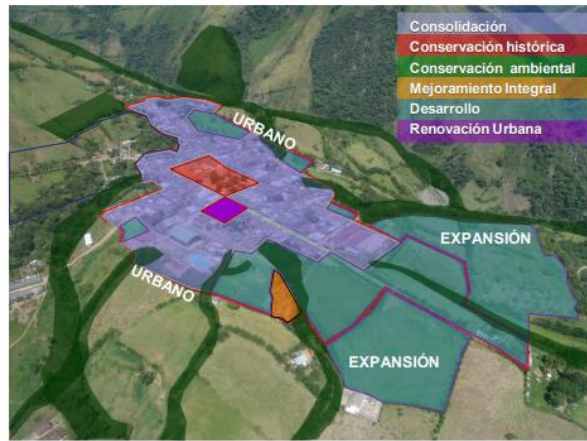 Consolidación
Conservación histórica
Conservación ambiental
Mejoramiento Integral
Desarrollo
Renovación Urbana
URBANO
EXPANSIÓN
URBANO
EXPANSIÓN